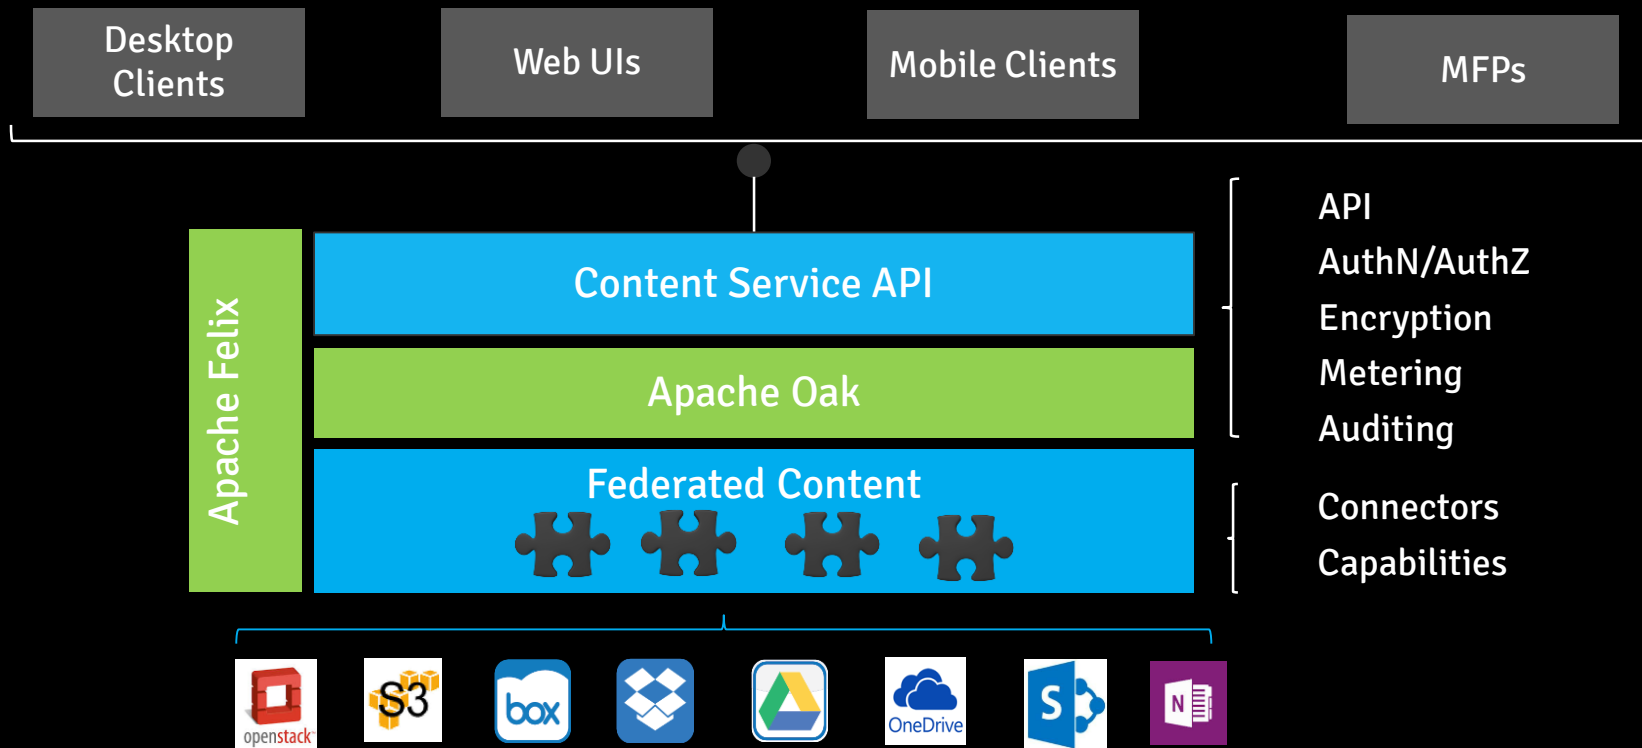 Desktop
Clients
Web UIs
Mobile Clients
MFPs
Apache Felix
Content Service API
Apache Oak
Federated Content
API
AuthN/AuthZ
Encryption
Metering
Auditing
Connectors
Capabilities
openstack
S3
box
OneDrive
S
N